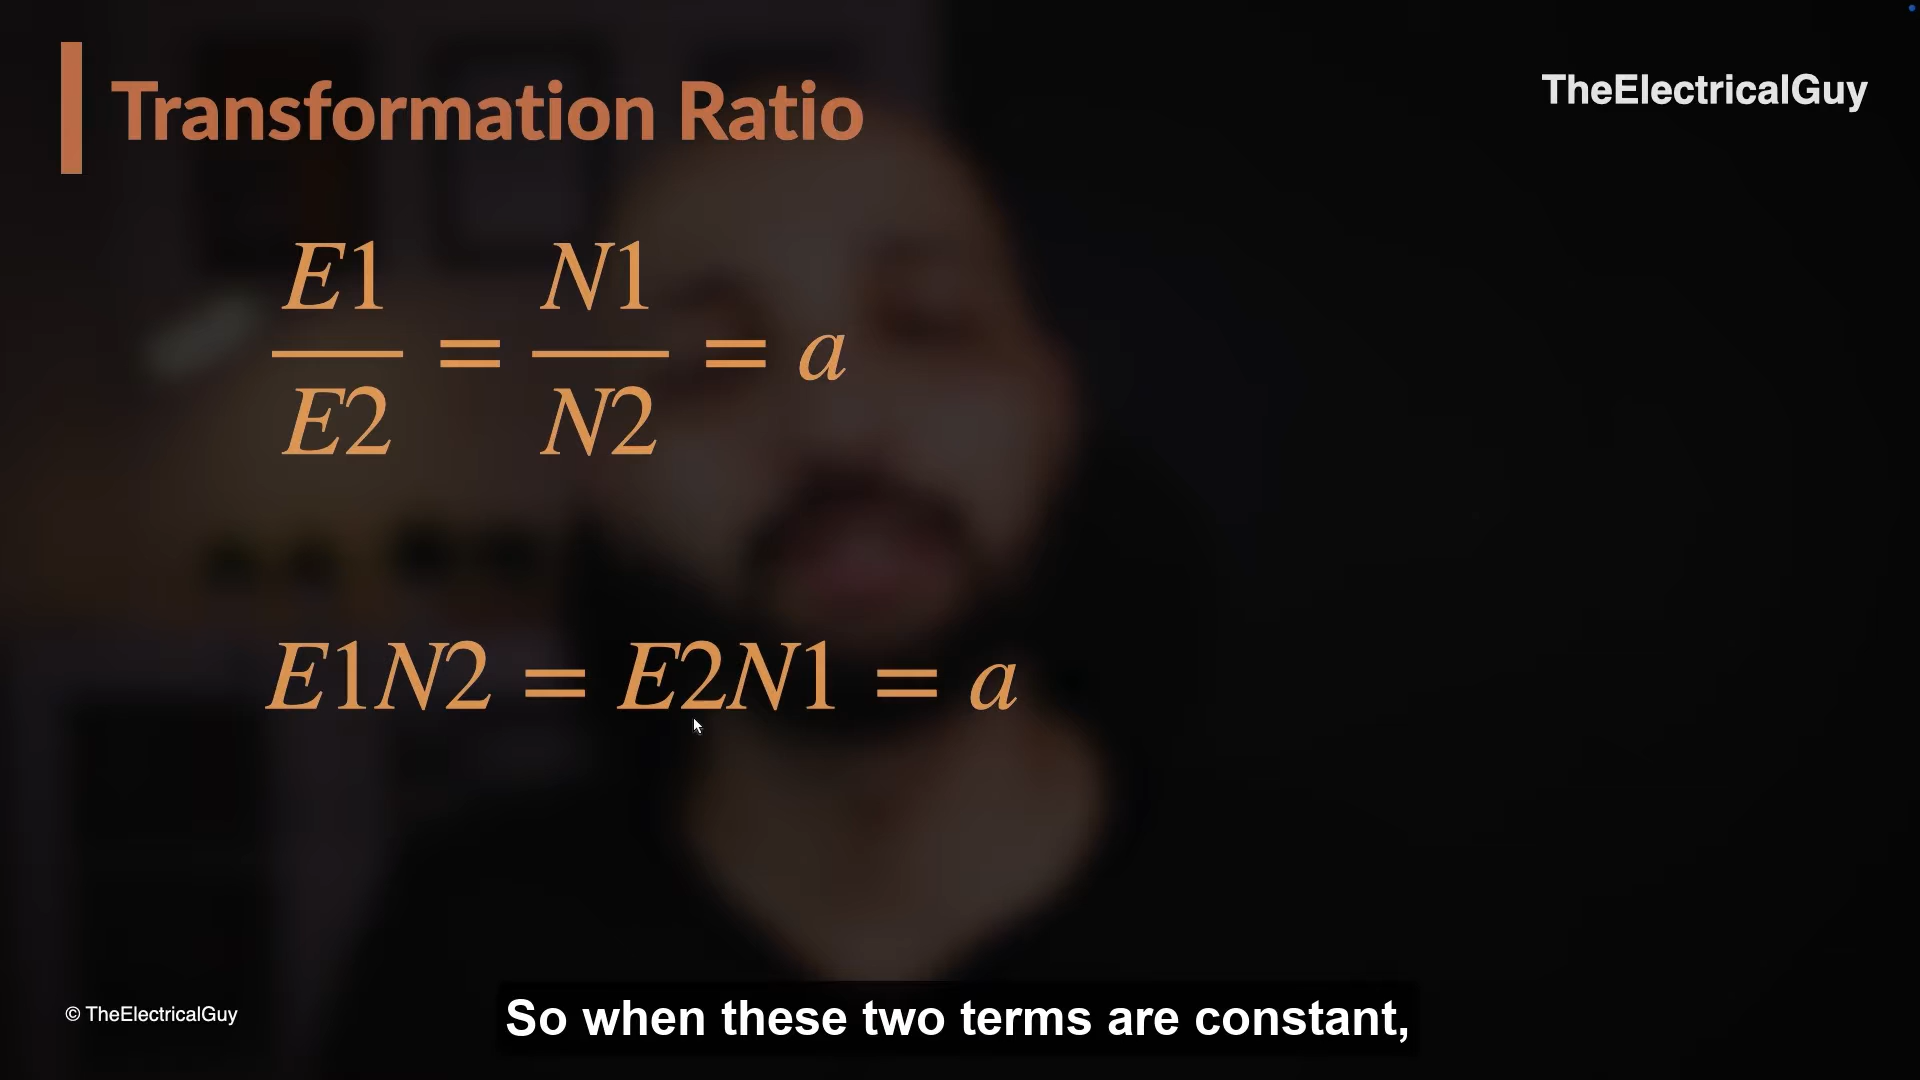 Transformation Ratio
TheElectricalGuy
E1/E2 = N1/N2 = a
E1N2 = E2N1 = a
© TheElectricalGuy
So when these two terms are constant,